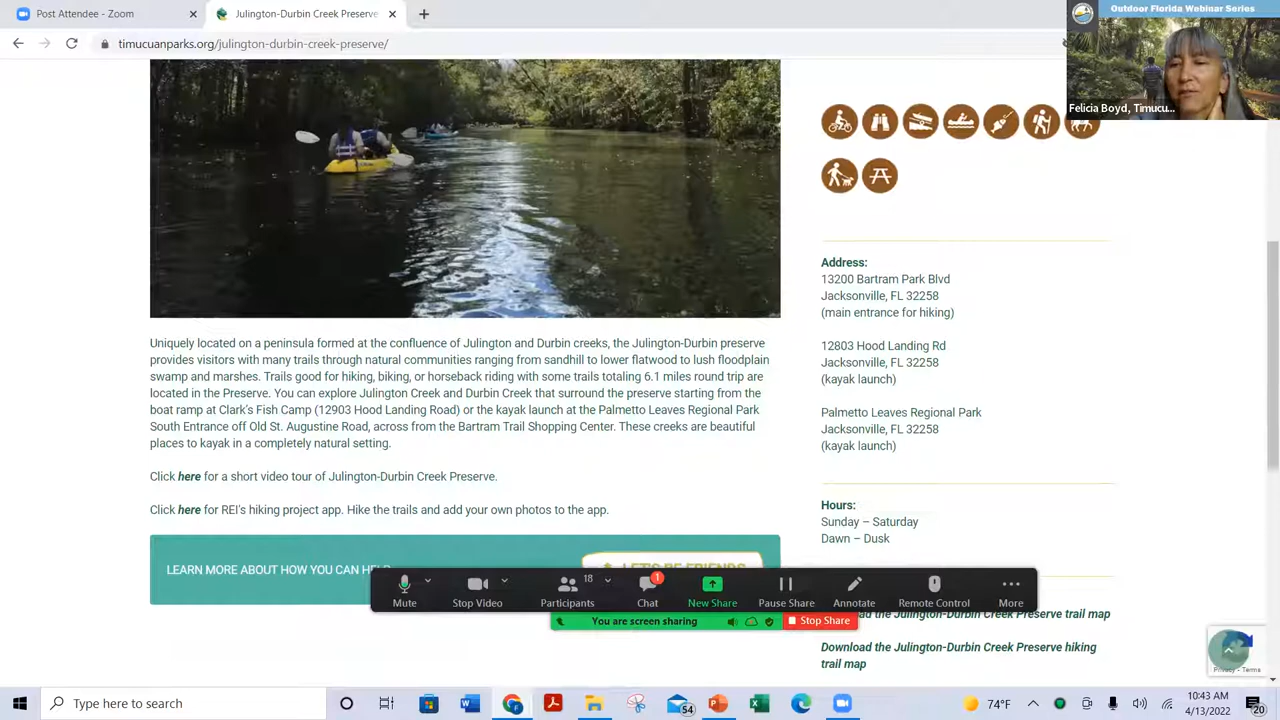 Post Attendee - Zoom
Julington-Durbin Creek Preserve
timucuanparks.org/julington-durbin-creek-preserve/
Outdoor Florida Webinar Series
Felicia Boyd, Timucu...
Uniquely located on a peninsula formed at the confluence of Julington and Durbin creeks, the Julington-Durbin preserve
provides visitors with many trails through natural communities ranging from sandhill to lower flatwood to lush floodplain
swamp and marshes. Trails good for hiking, biking, or horseback riding with some trails totaling 6.1 miles round trip are
located in the Preserve. You can explore Julington Creek and Durbin Creek that surround the preserve starting from the
boat ramp at Clark's Fish Camp (12903 Hood Landing Road) or the kayak launch at the Palmetto Leaves Regional Park
South Entrance off Old St. Augustine Road, across from the Bartram Trail Shopping Center. These creeks are beautiful
places to kayak in a completely natural setting.
Click here for a short video tour of Julington-Durbin Creek Preserve.
Click here for REI's hiking project app. Hike the trails and add your own photos to the app.
LEARN MORE ABOUT HOW YOU CAN HELP
LET'S BE FRIENDS
Address:
13200 Bartram Park Blvd
Jacksonville, FL 32258
(main entrance for hiking)
12803 Hood Landing Rd
Jacksonville, FL 32258
(kayak launch)
Palmetto Leaves Regional Park
Jacksonville, FL 32258
(kayak launch)
Hours:
Sunday – Saturday
Dawn – Dusk
ad the Julington-Durbin Creek Preserve trail map
Download the Julington-Durbin Creek Preserve hiking
trail map
18
1
Mute
Stop Video
Participants
Chat
New Share
Pause Share
Annotate
Remote Control
More
You are screen sharing
Stop Share
Privacy - Terms
Type here to search
54
74°F
10:43 AM
4/13/2022
20